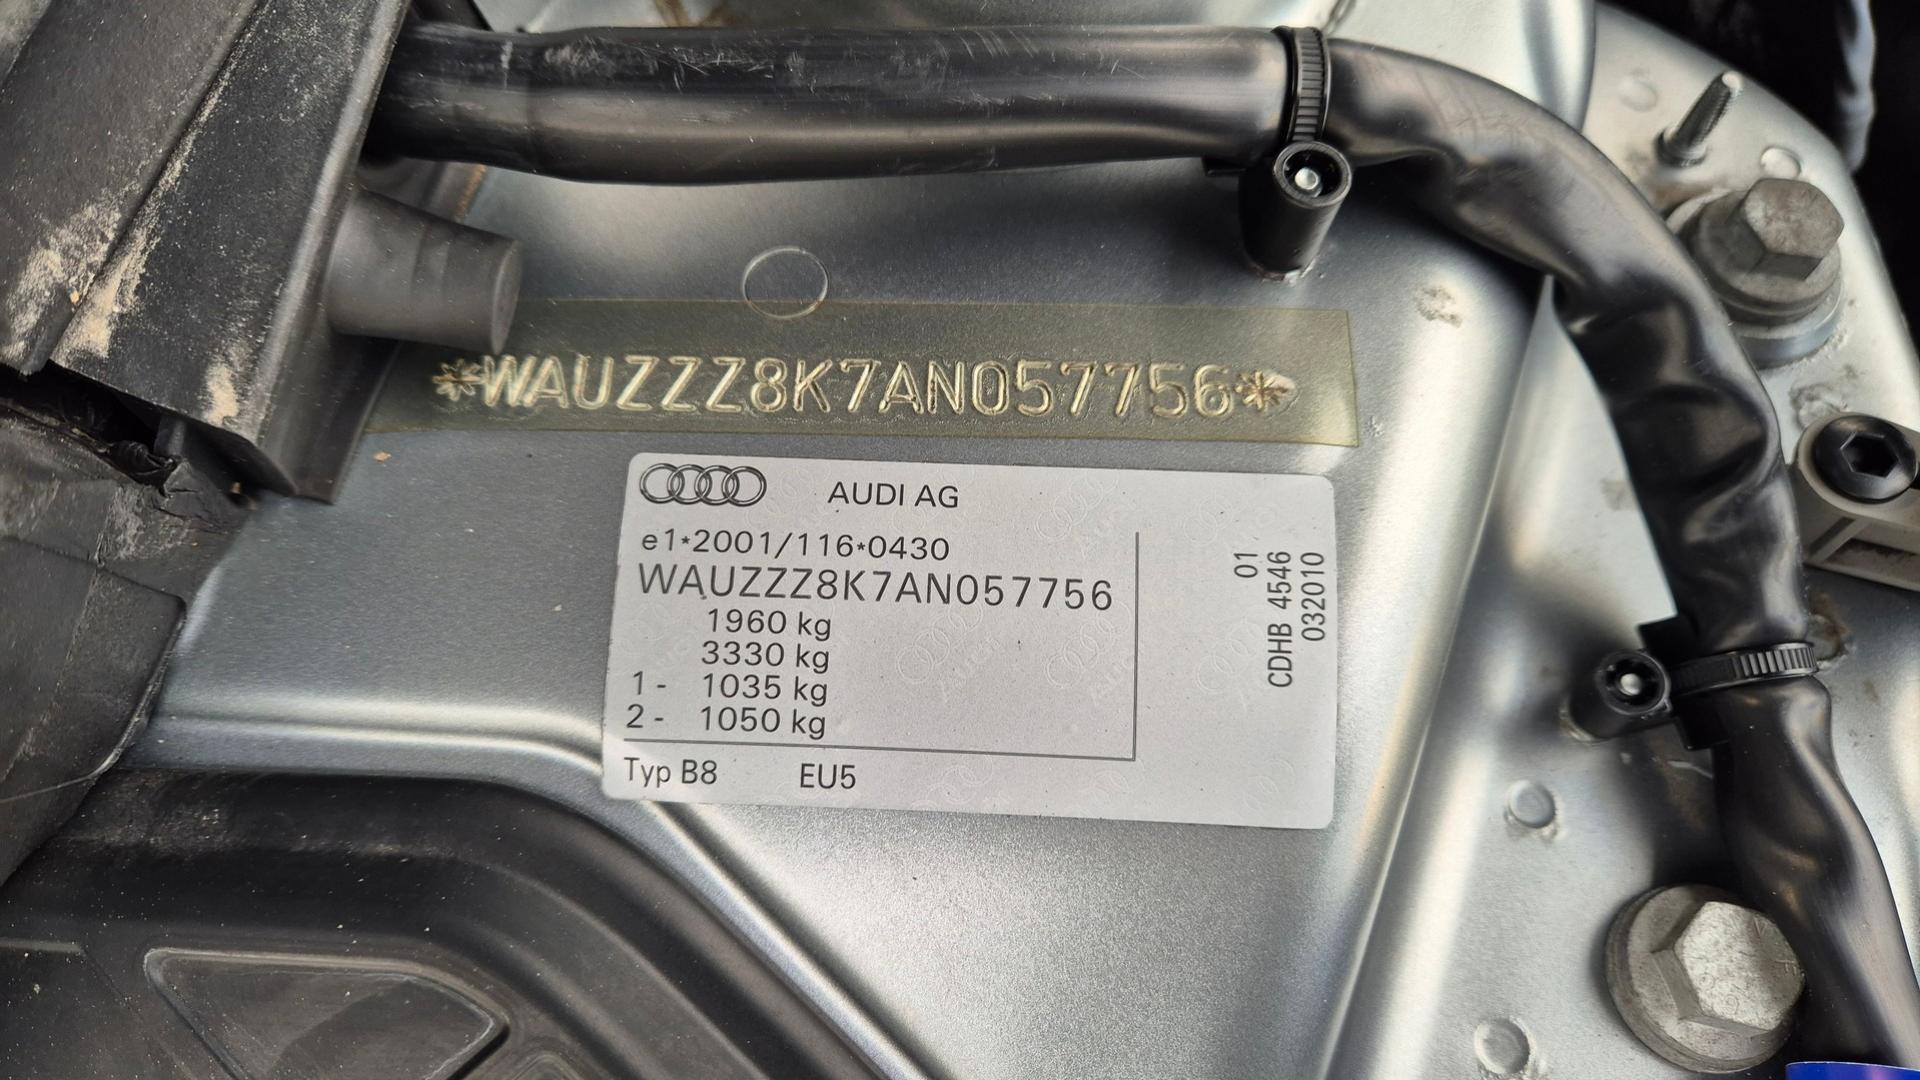 *WAUZZZ8K7AN057756*
AUDI AG
e1*2001/116*0430
WAUZZZ8K7AN057756
1960 kg
3330 kg
1- 1035 kg
2- 1050 kg
Typ B8 EU5
01
CDHB 4546
032010